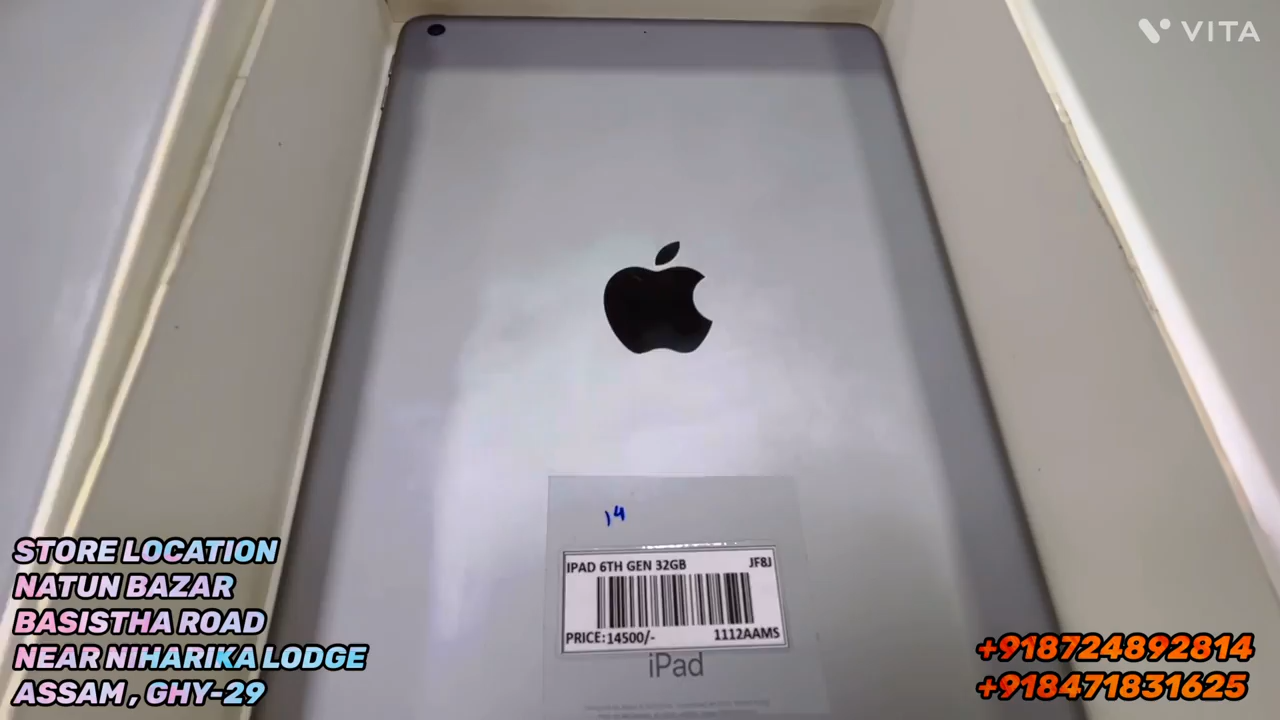 VITA
14
IPAD 6TH GEN 32GB JF8J
PRICE:14500/- 1112AAMS
iPad
STORE LOCATION
NATUN BAZAR
BASISTHA ROAD
NEAR NIHARIKA LODGE
ASSAM , GHY-29
+918724892814
+918471831625